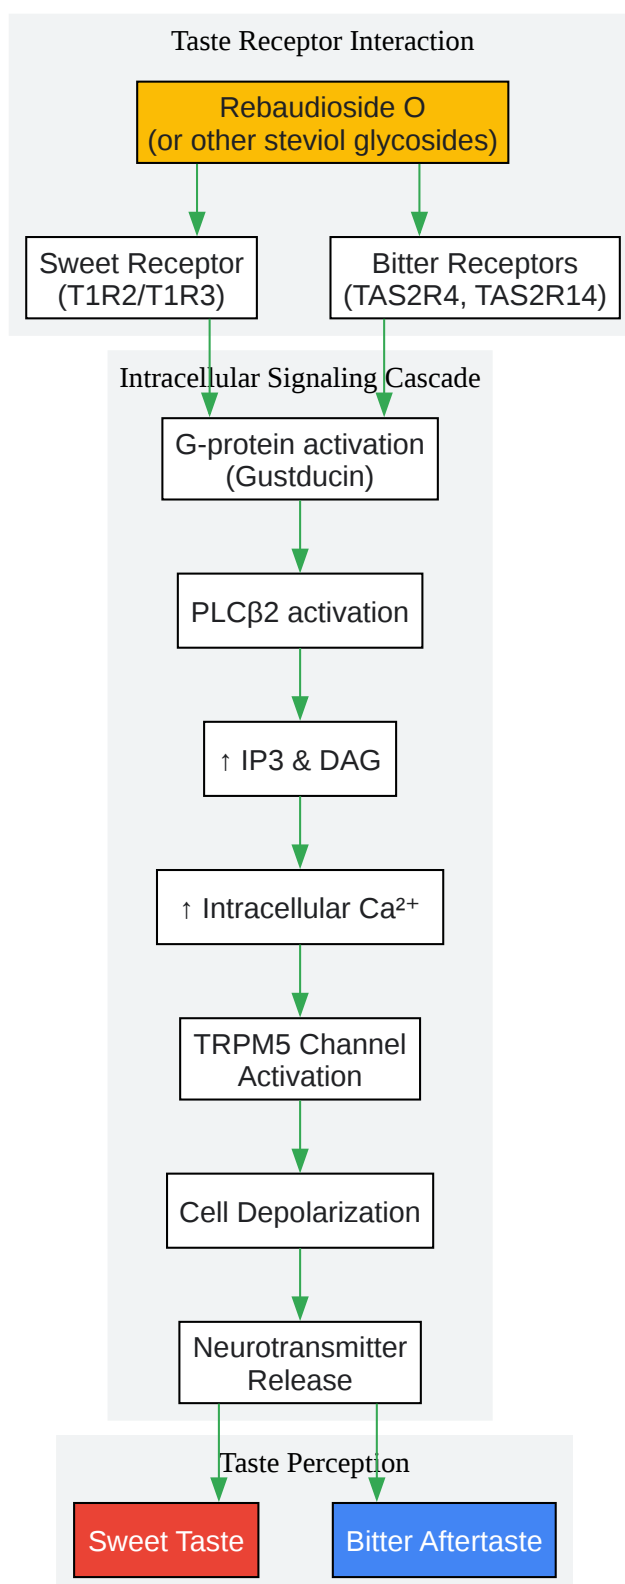 Taste Receptor Interaction
Rebaudioside O
(or other steviol glycosides)
Sweet Receptor
(T1R2/T1R3)
Bitter Receptors
(TAS2R4, TAS2R14)
Intracellular Signaling Cascade
G-protein activation
(Gustducin)
PLCβ2 activation
↑ IP3 & DAG
↑ Intracellular Ca²⁺
TRPM5 Channel
Activation
Cell Depolarization
Neurotransmitter
Release
Taste Perception
Sweet Taste
Bitter Aftertaste